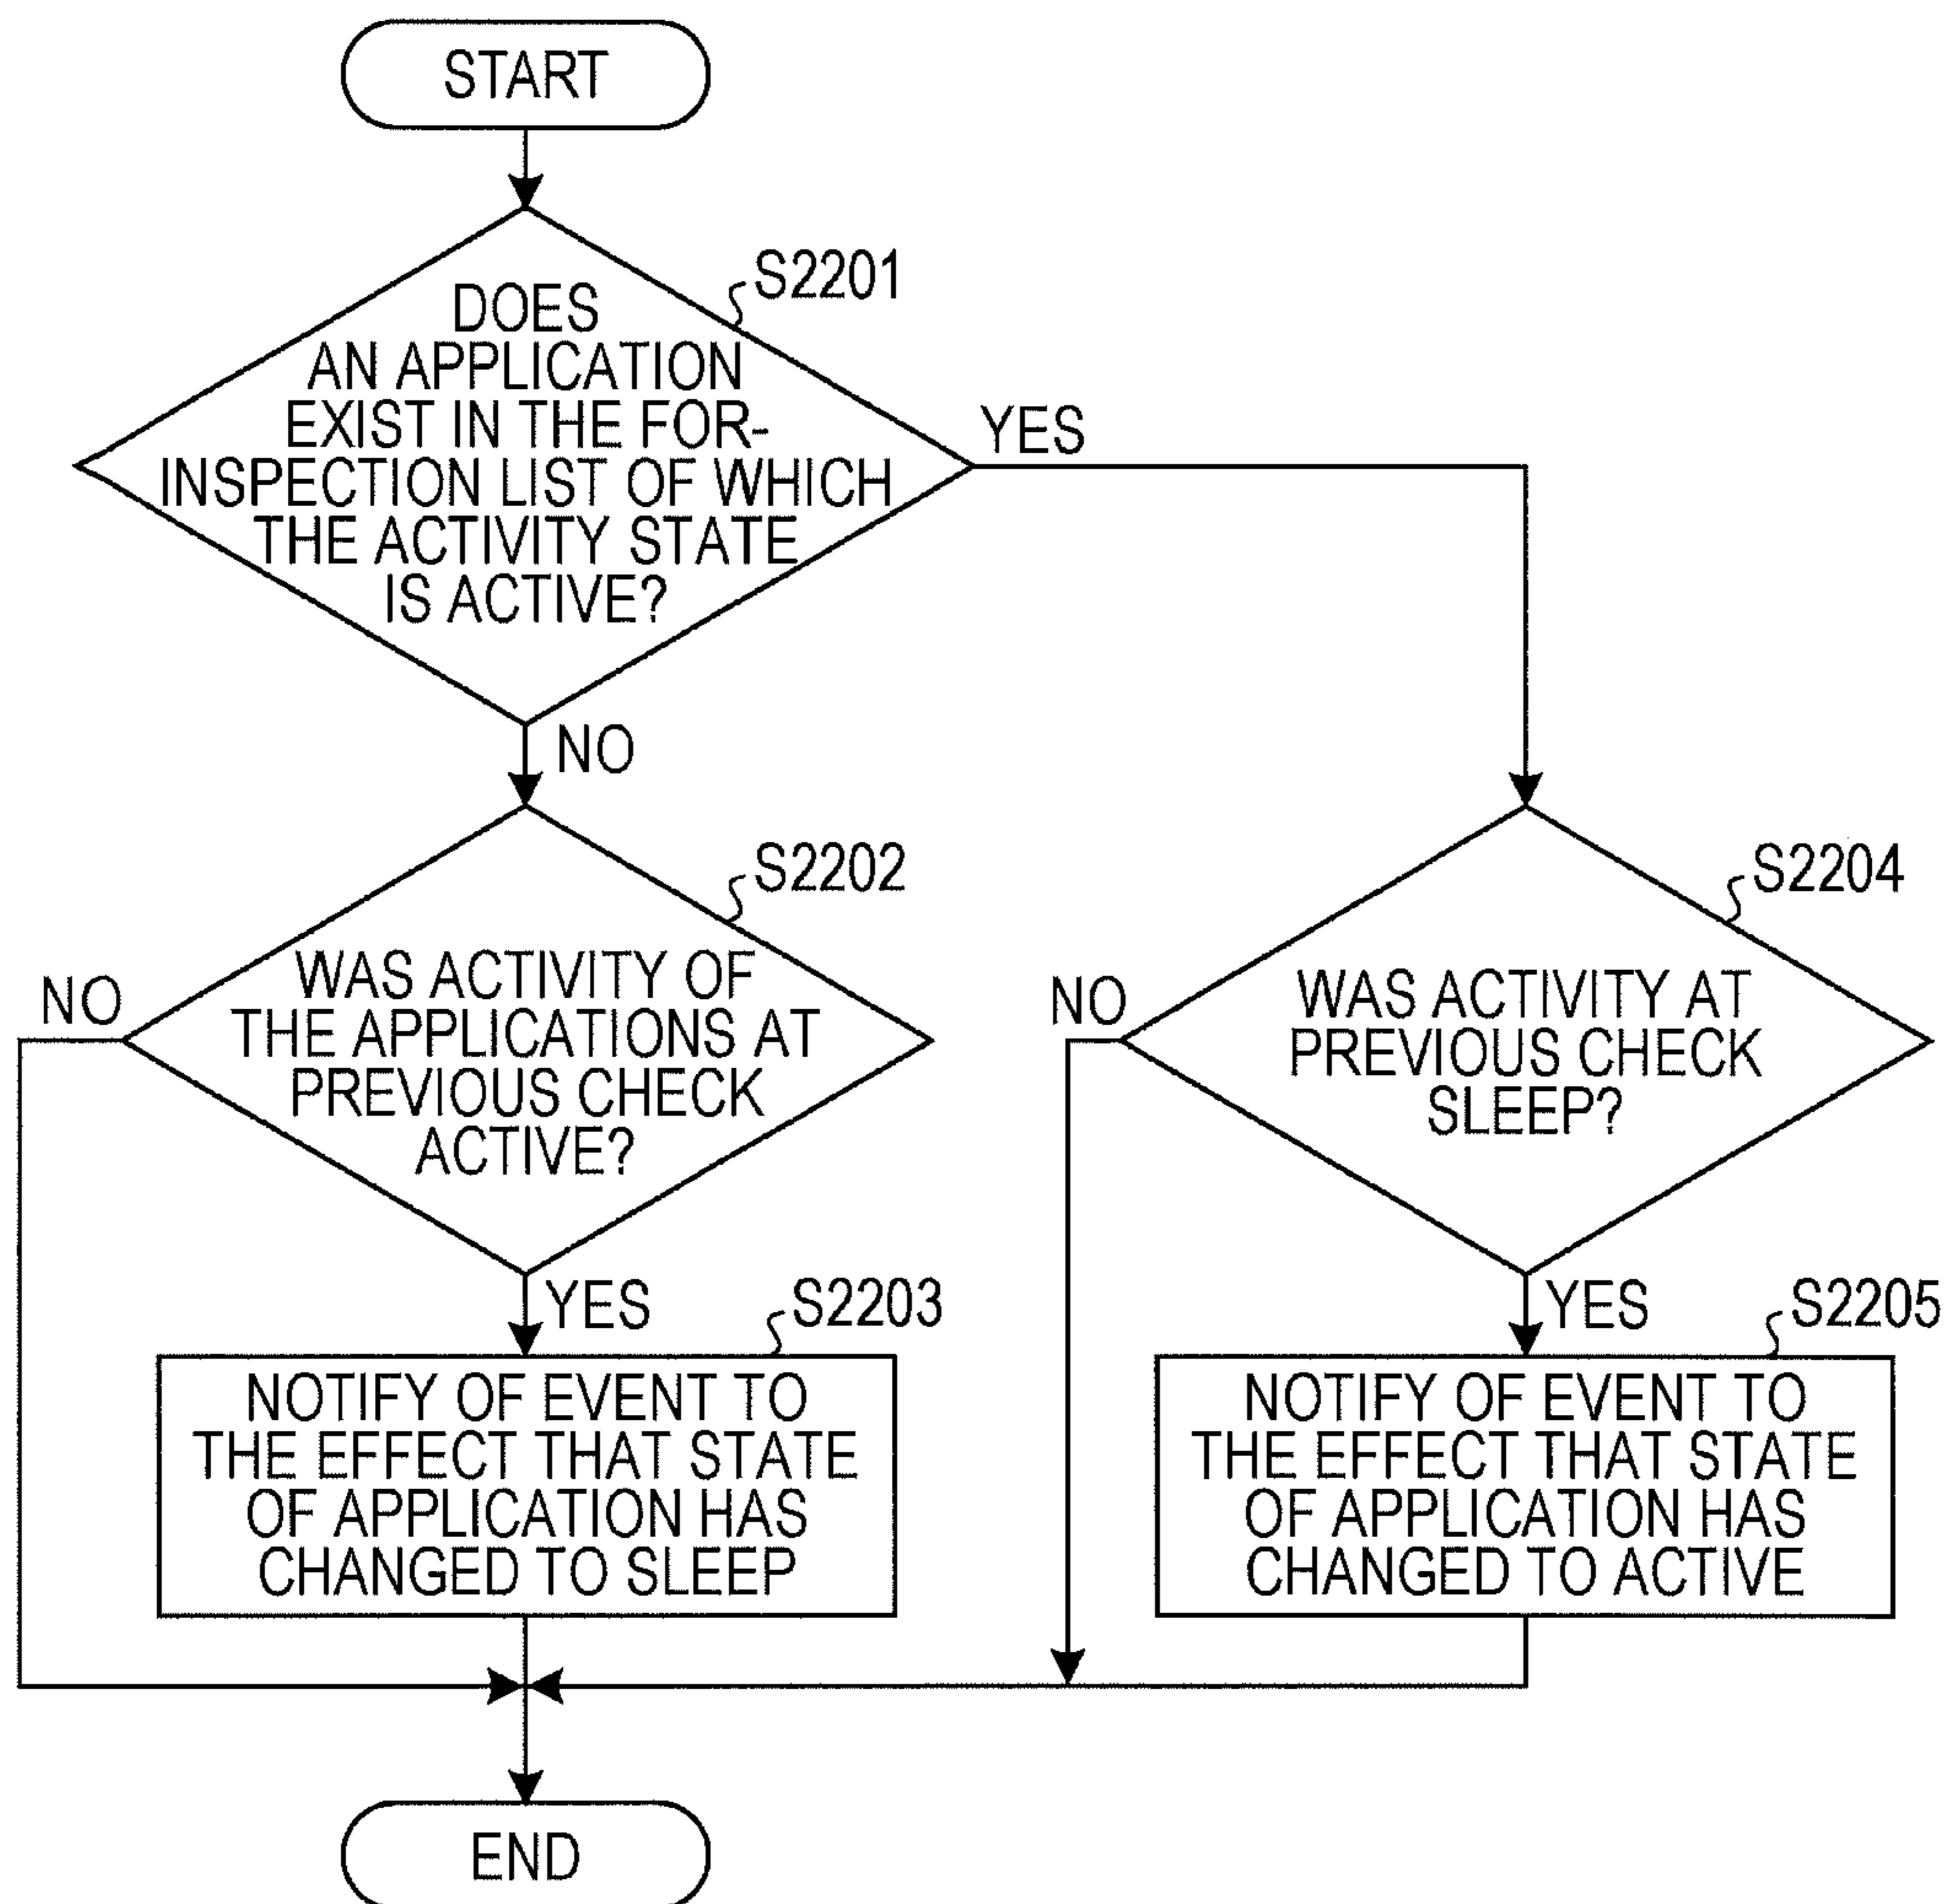 START
S2201
DOES
AN APPLICATION
EXIST IN THE FOR-
INSPECTION LIST OF WHICH
THE ACTIVITY STATE
IS ACTIVE?
YES
NO
S2202
WAS ACTIVITY OF
THE APPLICATIONS AT
PREVIOUS CHECK
ACTIVE?
NO
YES
S2203
NOTIFY OF EVENT TO
THE EFFECT THAT STATE
OF APPLICATION HAS
CHANGED TO SLEEP
S2204
WAS ACTIVITY AT
PREVIOUS CHECK
SLEEP?
NO
YES
S2205
NOTIFY OF EVENT TO
THE EFFECT THAT STATE
OF APPLICATION HAS
CHANGED TO ACTIVE
END